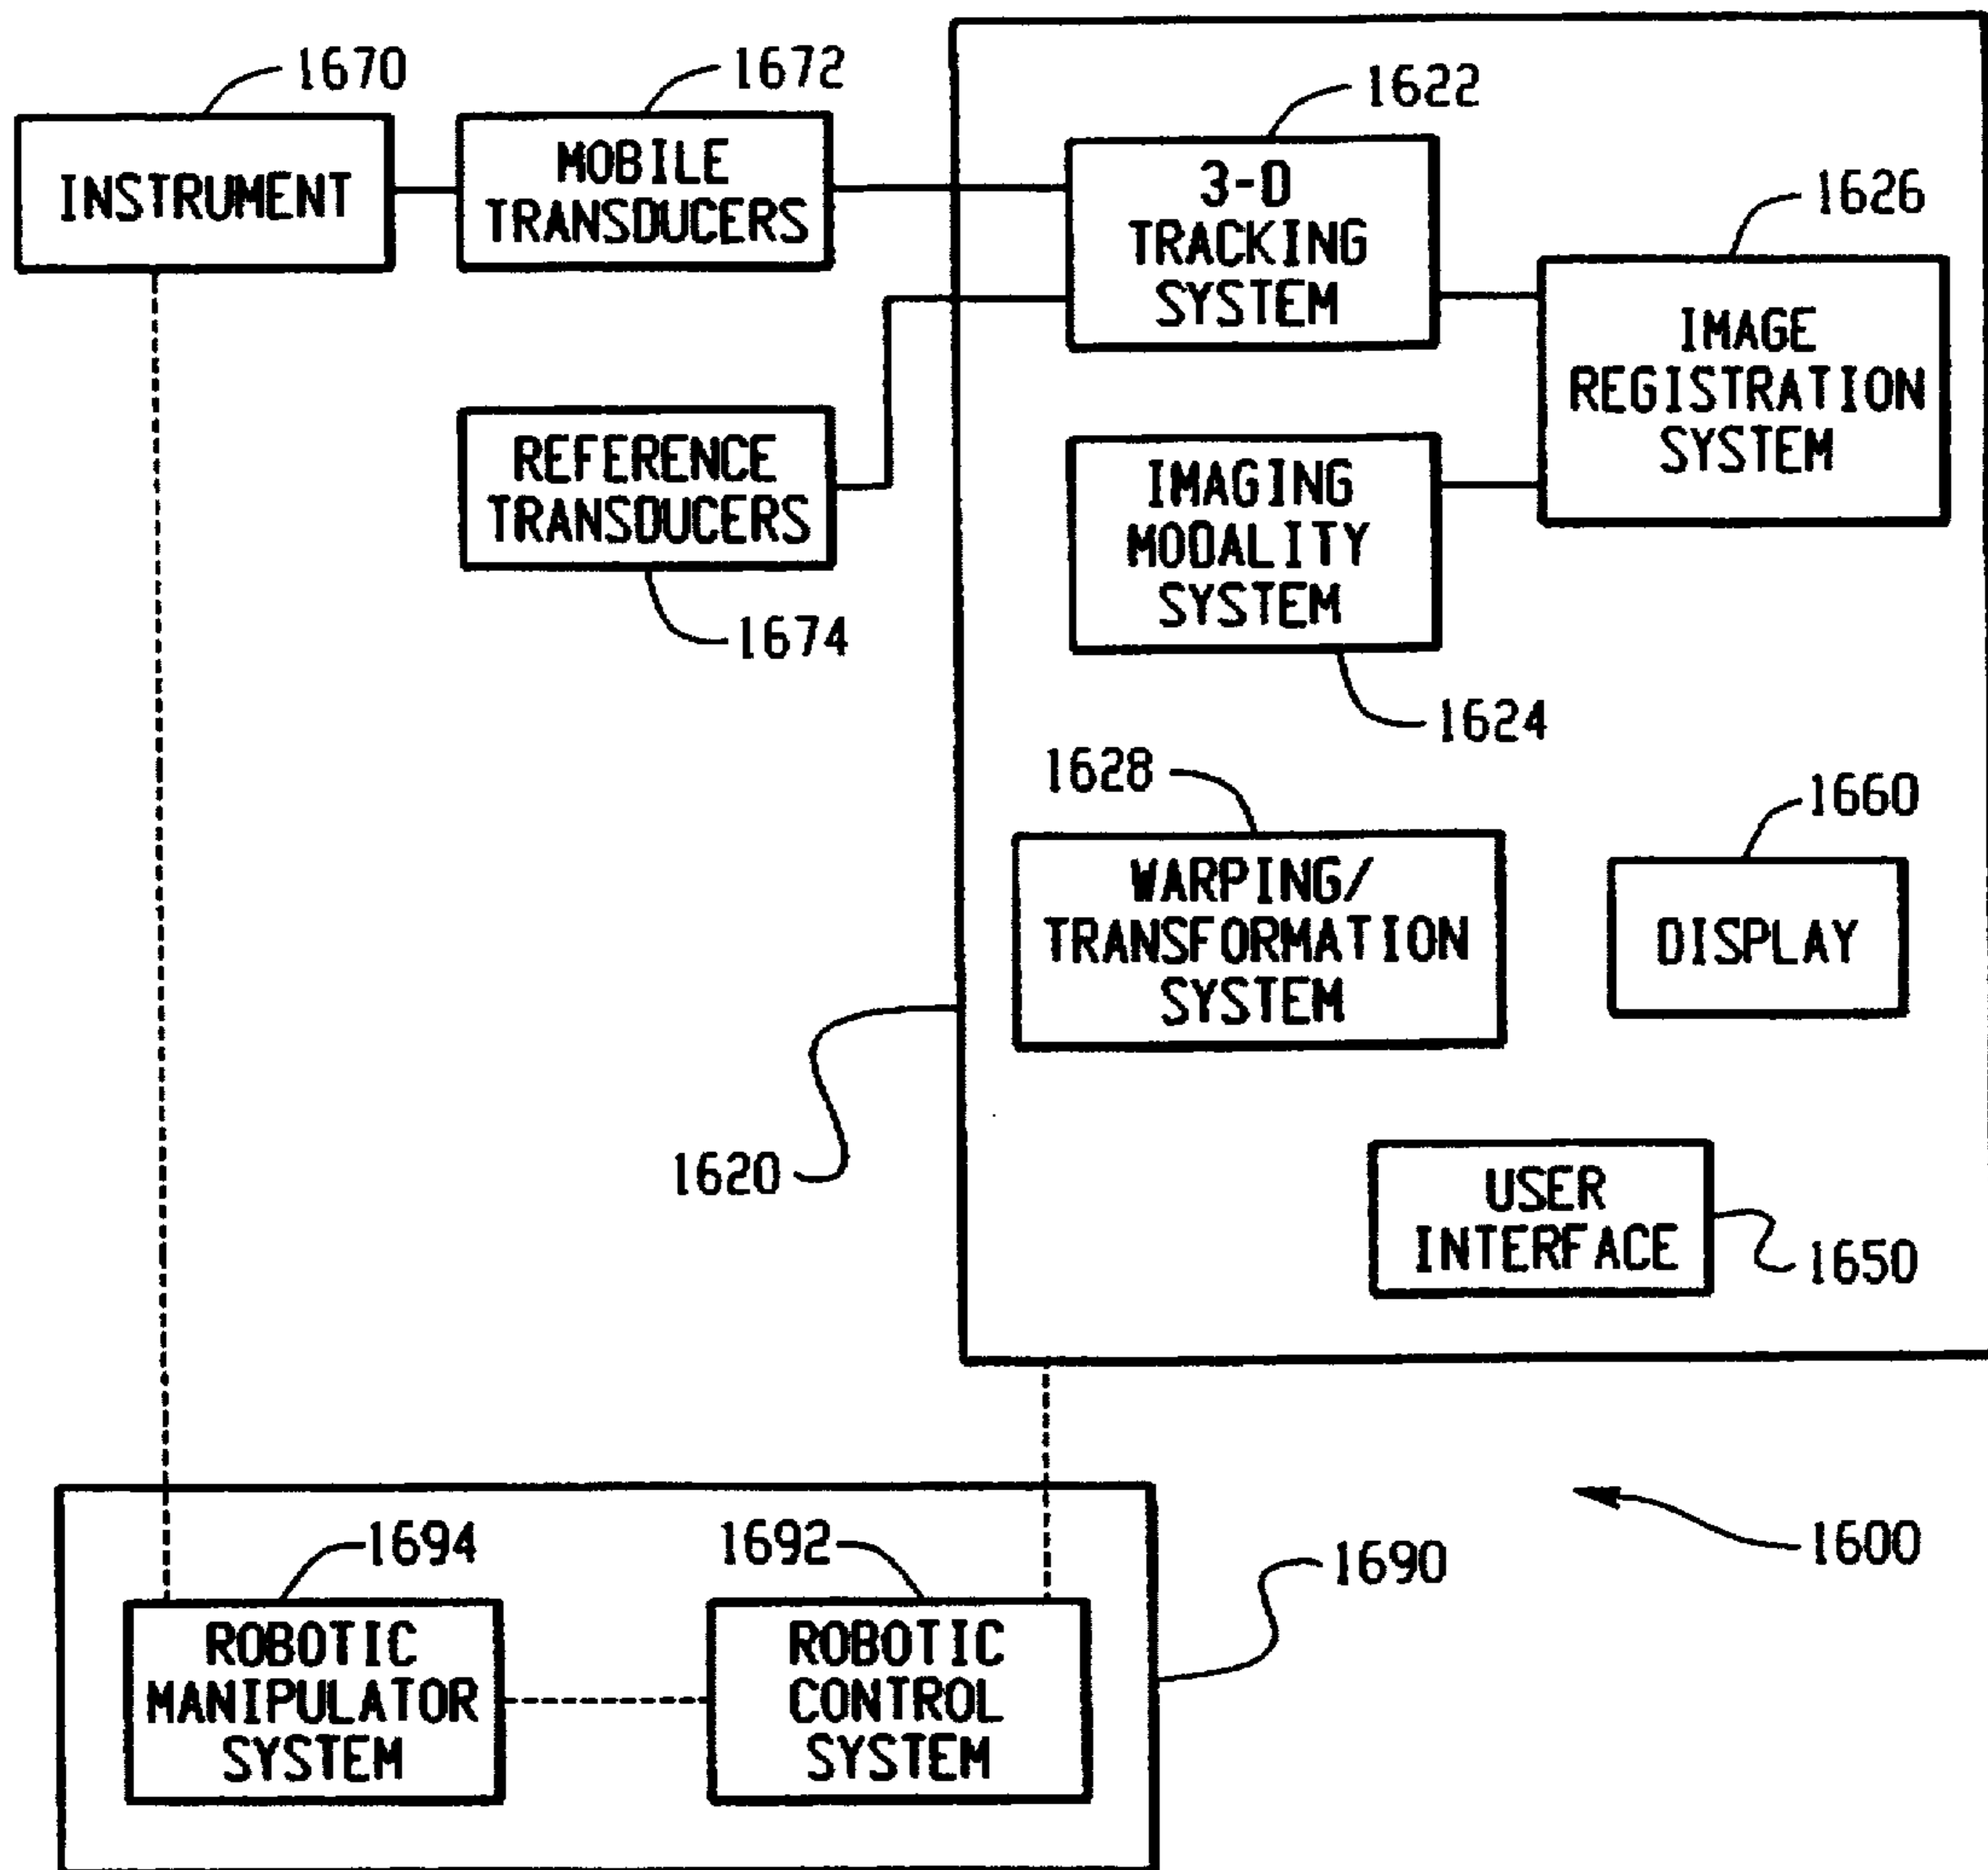 1670
INSTRUMENT
1672
MOBILE
TRANSDUCERS
1622
3-D
TRACKING
SYSTEM
1626
IMAGE
REGISTRATION
SYSTEM
REFERENCE
TRANSDUCERS
1674
IMAGING
MODALITY
SYSTEM
1624
1628
WARPING/
TRANSFORMATION
SYSTEM
1660
DISPLAY
1620
USER
INTERFACE
1650
1694
ROBOTIC
MANIPULATOR
SYSTEM
1692
ROBOTIC
CONTROL
SYSTEM
1690
1600